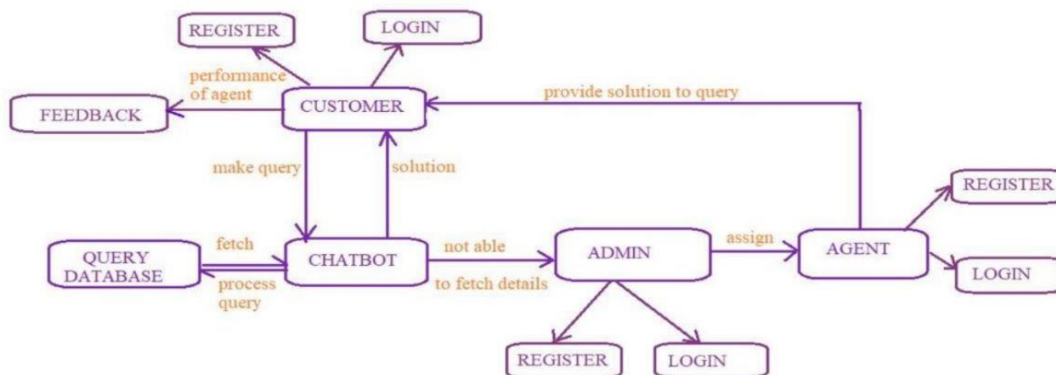 REGISTER
LOGIN
performance
of agent
FEEDBACK
CUSTOMER
provide solution to query
make query
solution
REGISTER
QUERY
DATABASE
fetch
process
query
CHATBOT
not able
to fetch details
ADMIN
assign
AGENT
LOGIN
REGISTER
LOGIN